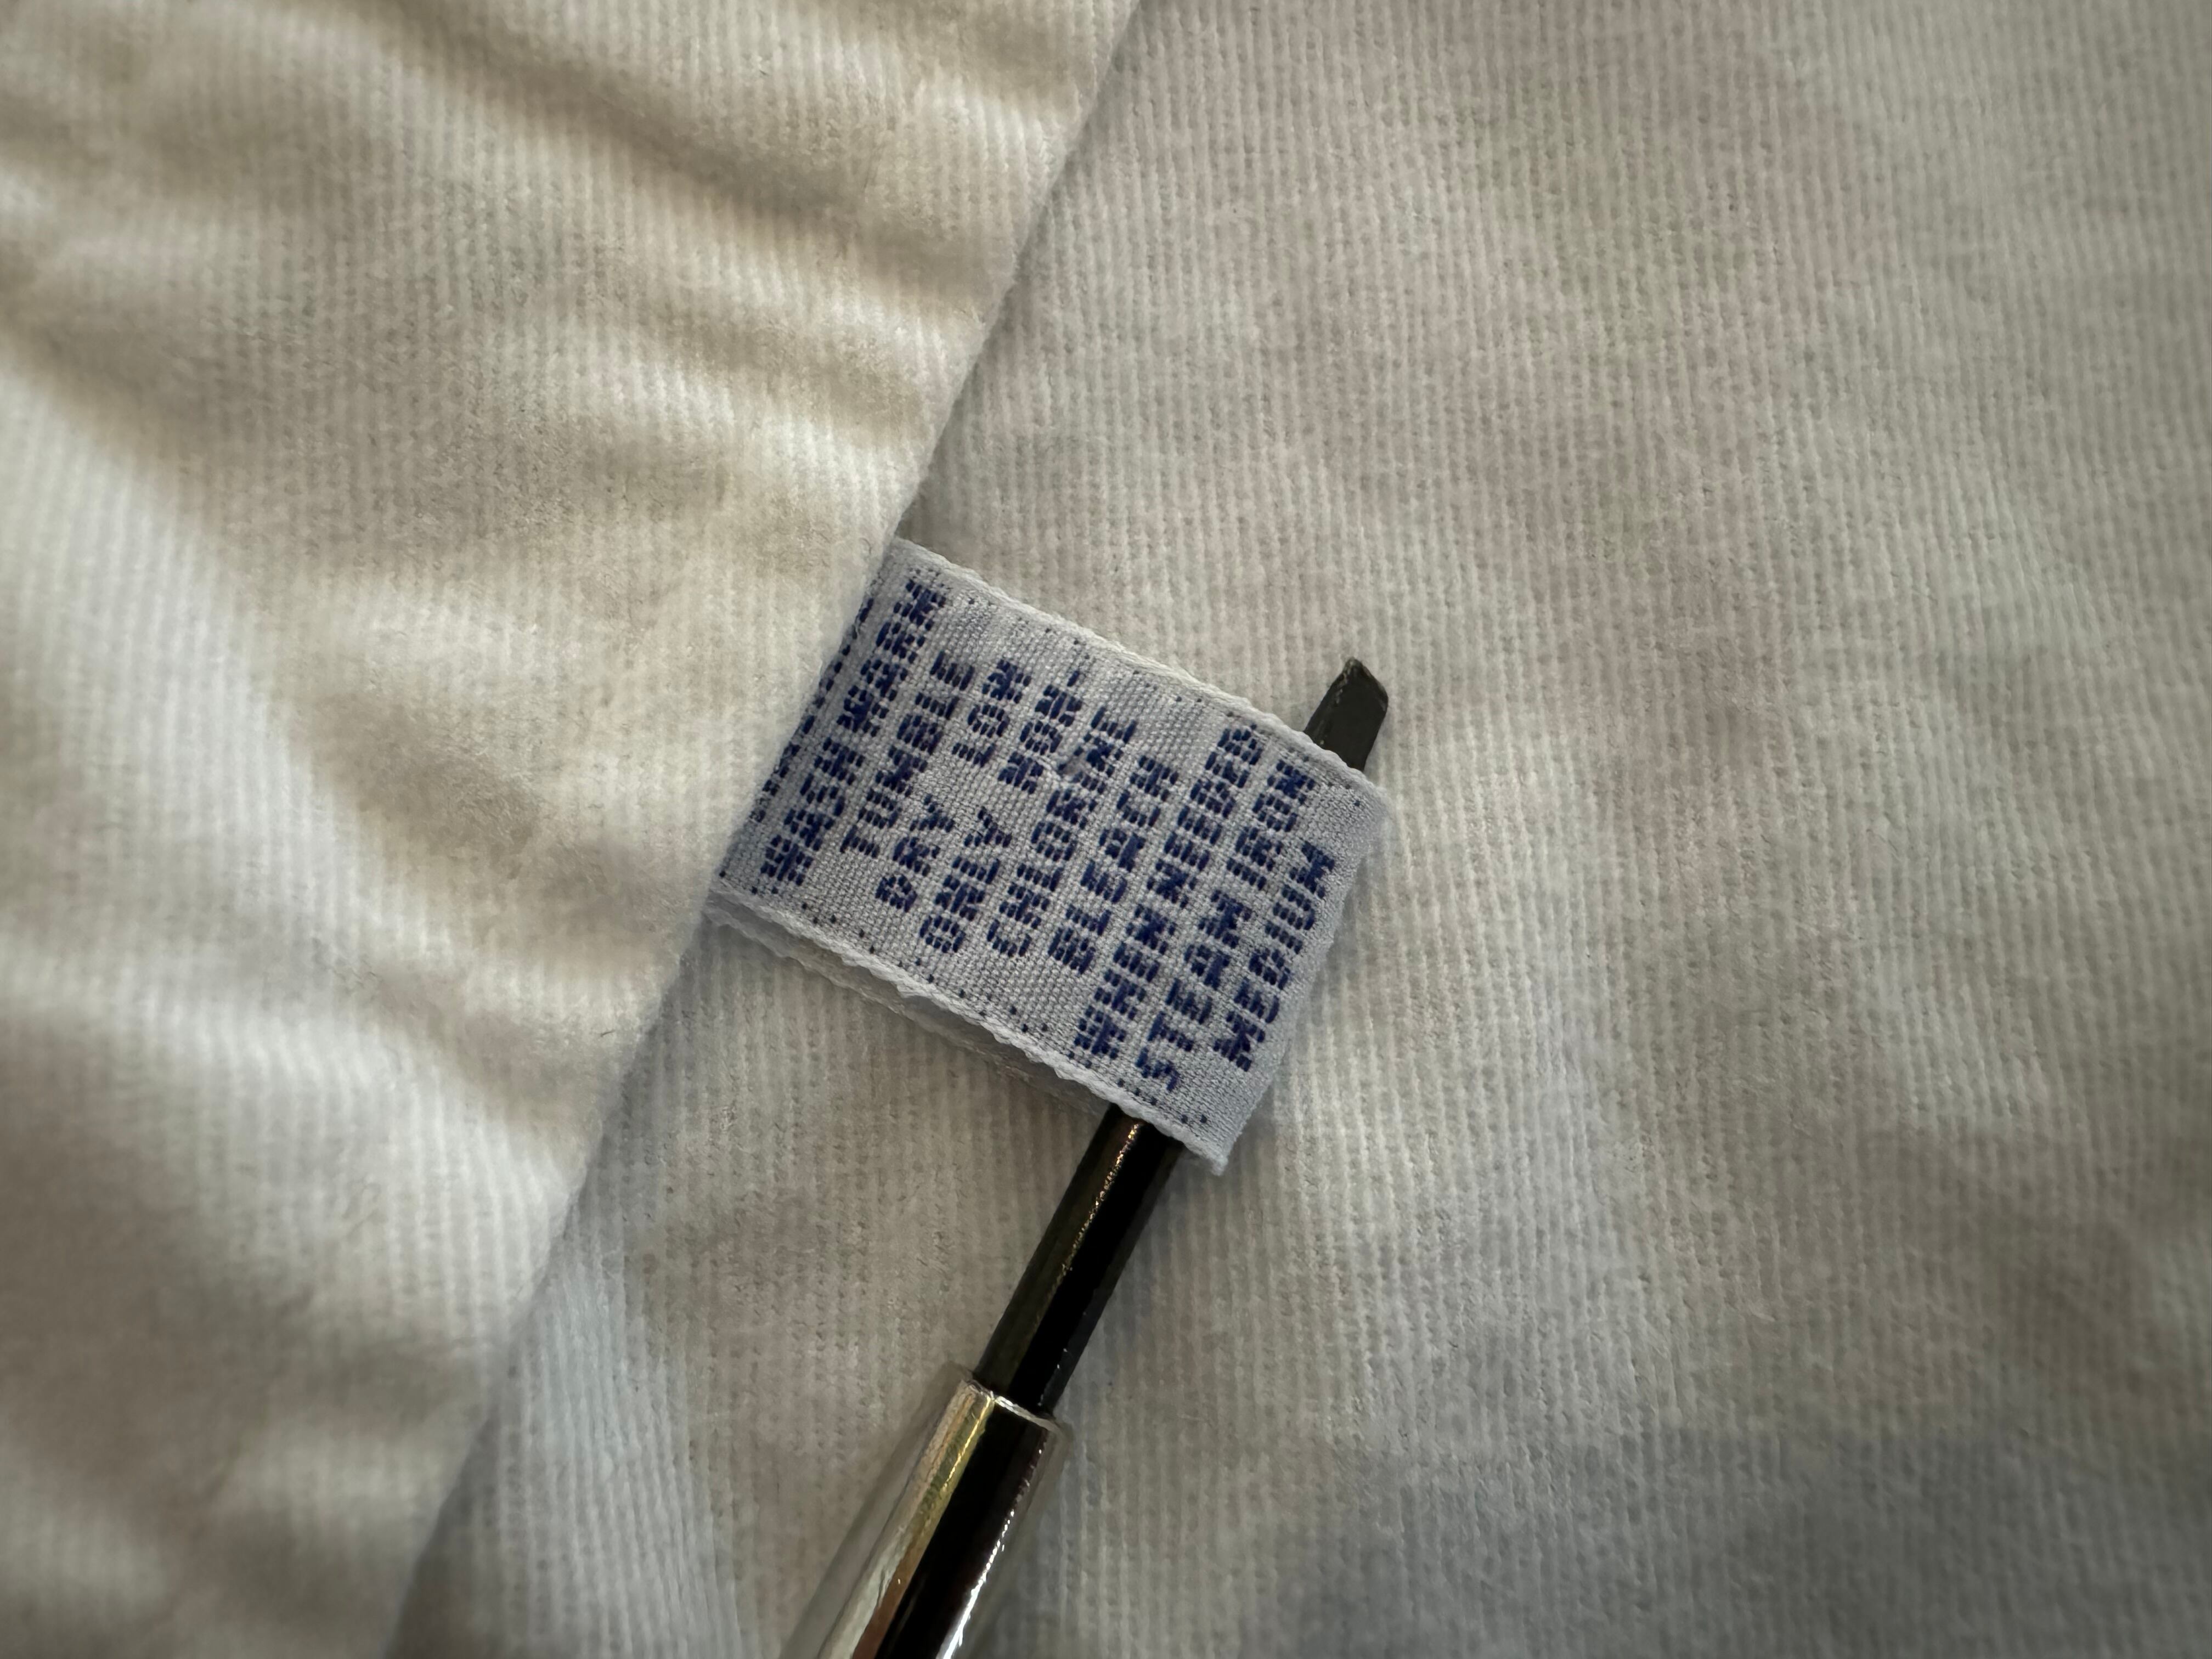 WASH WARM
TUMBLE
DRY LOW
ONLY NON-
CHLORINE
BLEACH
WHEN NEEDED
STEAM IRON
MEDIUM